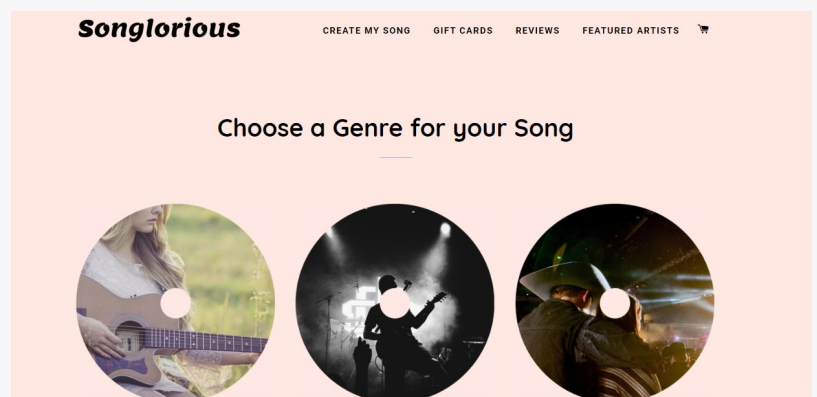 Songlorious
CREATE MY SONG GIFT CARDS REVIEWS FEATURED ARTISTS
Choose a Genre for your Song